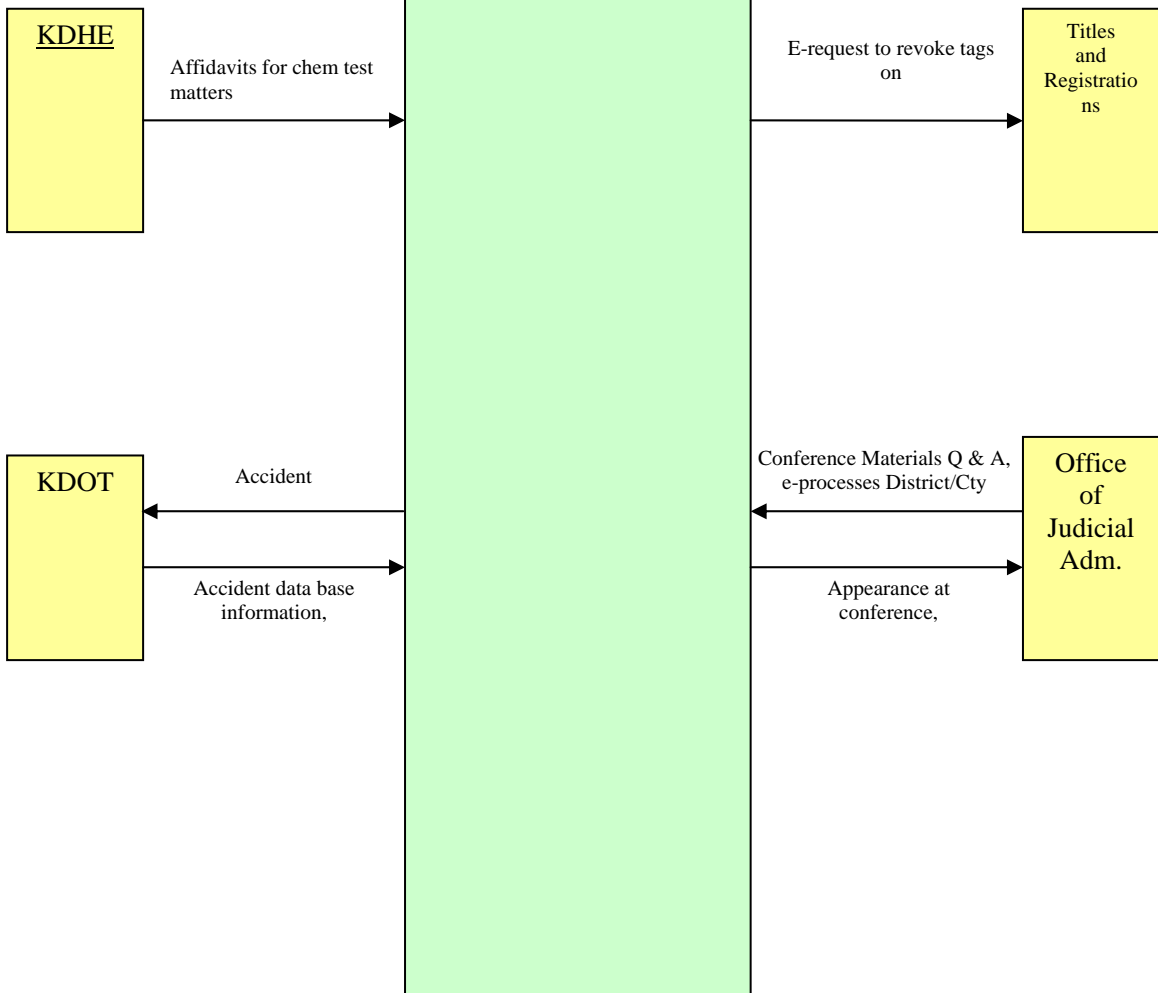 KDHE
Affidavits for chem test
matters
E-request to revoke tags
on
Titles
and
Registratio
ns
KDOT
Accident
Accident data base
information,
Conference Materials Q & A,
e-processes District/Cty
Appearance at
conference,
Office
of
Judicial
Adm.